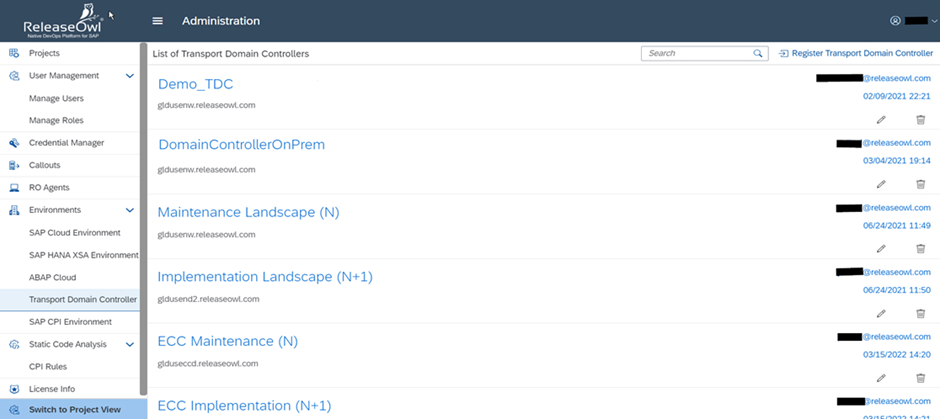 ReleaseOwl
Native DevOps Platform for SAP
Administration
Projects
User Management
Manage Users
Manage Roles
Credential Manager
Callouts
RO Agents
Environments
SAP Cloud Environment
SAP HANA XSA Environment
ABAP Cloud
Transport Domain Controller
SAP CPI Environment
Static Code Analysis
CPI Rules
License Info
Switch to Project View
List of Transport Domain Controllers
Search
Register Transport Domain Controller
Demo_TDC
@releaseowl.com
gldusenw.releaseowl.com
02/09/2021 22:21
DomainControllerOnPrem
@releaseowl.com
gldusenw.releaseowl.com
03/04/2021 19:14
Maintenance Landscape (N)
@releaseowl.com
gldusenw.releaseowl.com
06/24/2021 11:49
Implementation Landscape (N+1)
@releaseowl.com
gldusend2.releaseowl.com
06/24/2021 11:50
ECC Maintenance (N)
@releaseowl.com
glduseccd.releaseowl.com
03/15/2022 14:20
ECC Implementation (N+1)
@releaseowl.com
03/15/2022 14:21